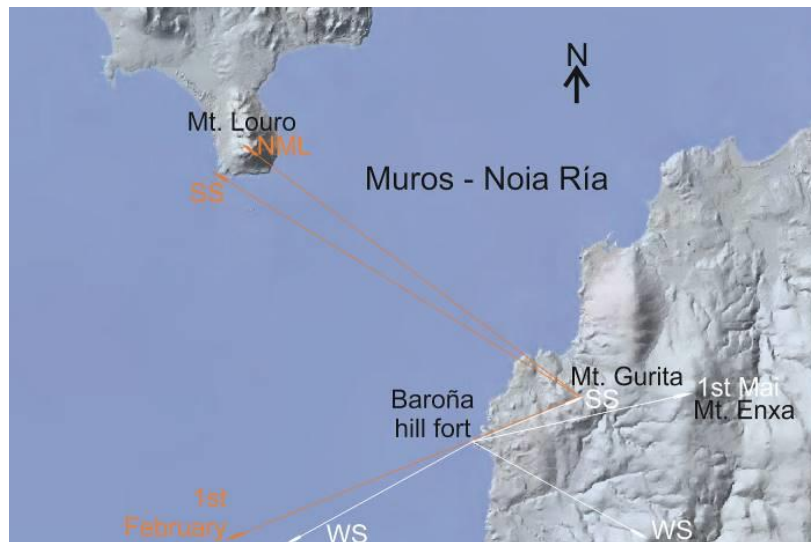 N
Mt. Louro
NML
SS
Muros - Noia Ría
Mt. Gurita
SS
1st Mai
Mt. Enxa
Baroña
hill fort
1st
February
WS
WS